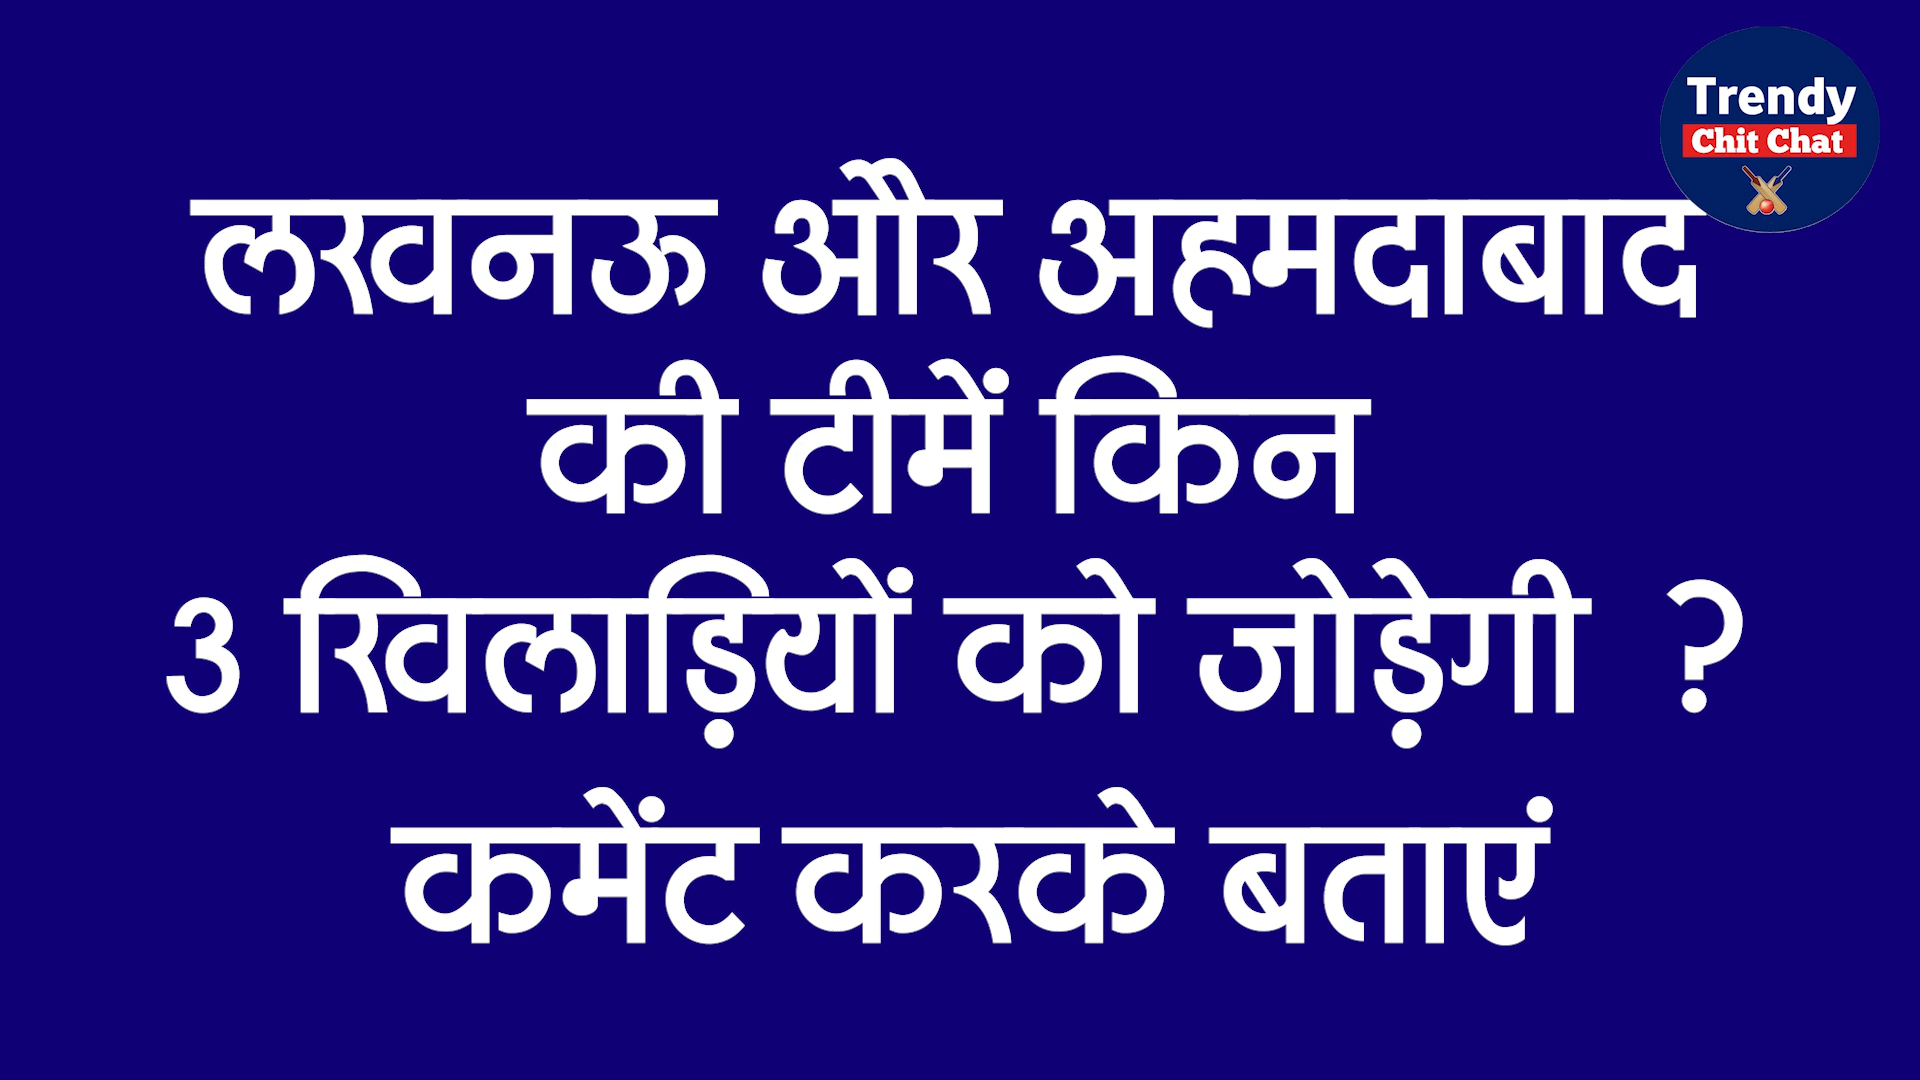 Trendy
Chit Chat
लखनऊ और अहमदाबाद
की टीमें किन
3 खिलाड़ियों को जोड़ेगी ?
कमेंट करके बताएं